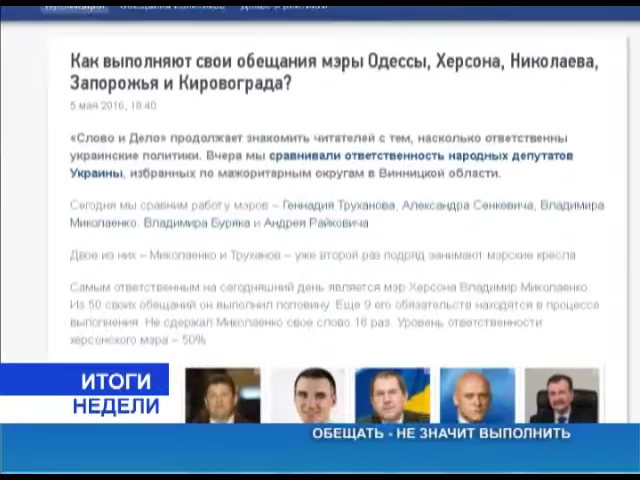 Как выполняют свои обещания мэры Одессы, Херсона, Николаева,
Запорожья и Кировограда?
5 мая 2016, 18:40
«Слово и Дело» продолжает знакомить читателей с тем, насколько ответственны
украинские политики. Вчера мы сравнивали ответственность народных депутатов
Украины, избранных по мажоритарным округам в Винницкой области.
Сегодня мы сравним работу мэров – Геннадия Труханова, Александра Сенкевича, Владимира
Миколаенко, Владимира Буряка и Андрея Райковича
Двое из них – Миколаенко и Труханов – уже второй раз подряд занимают мэрские кресла
Самым ответственным на сегодняшний день является мэр Херсона Владимир Миколаенко.
Из 50 своих обещаний он выполнил половину. Еще 9 его обязательств находятся в процессе
выполнения. Не сдержал Миколаенко свое слово 16 раз. Уровень ответственности
херсонского мэра – 50%
ИТОГИ
НЕДЕЛИ
ОБЕЩАТЬ - НЕ ЗНАЧИТ ВЫПОЛНИТЬ